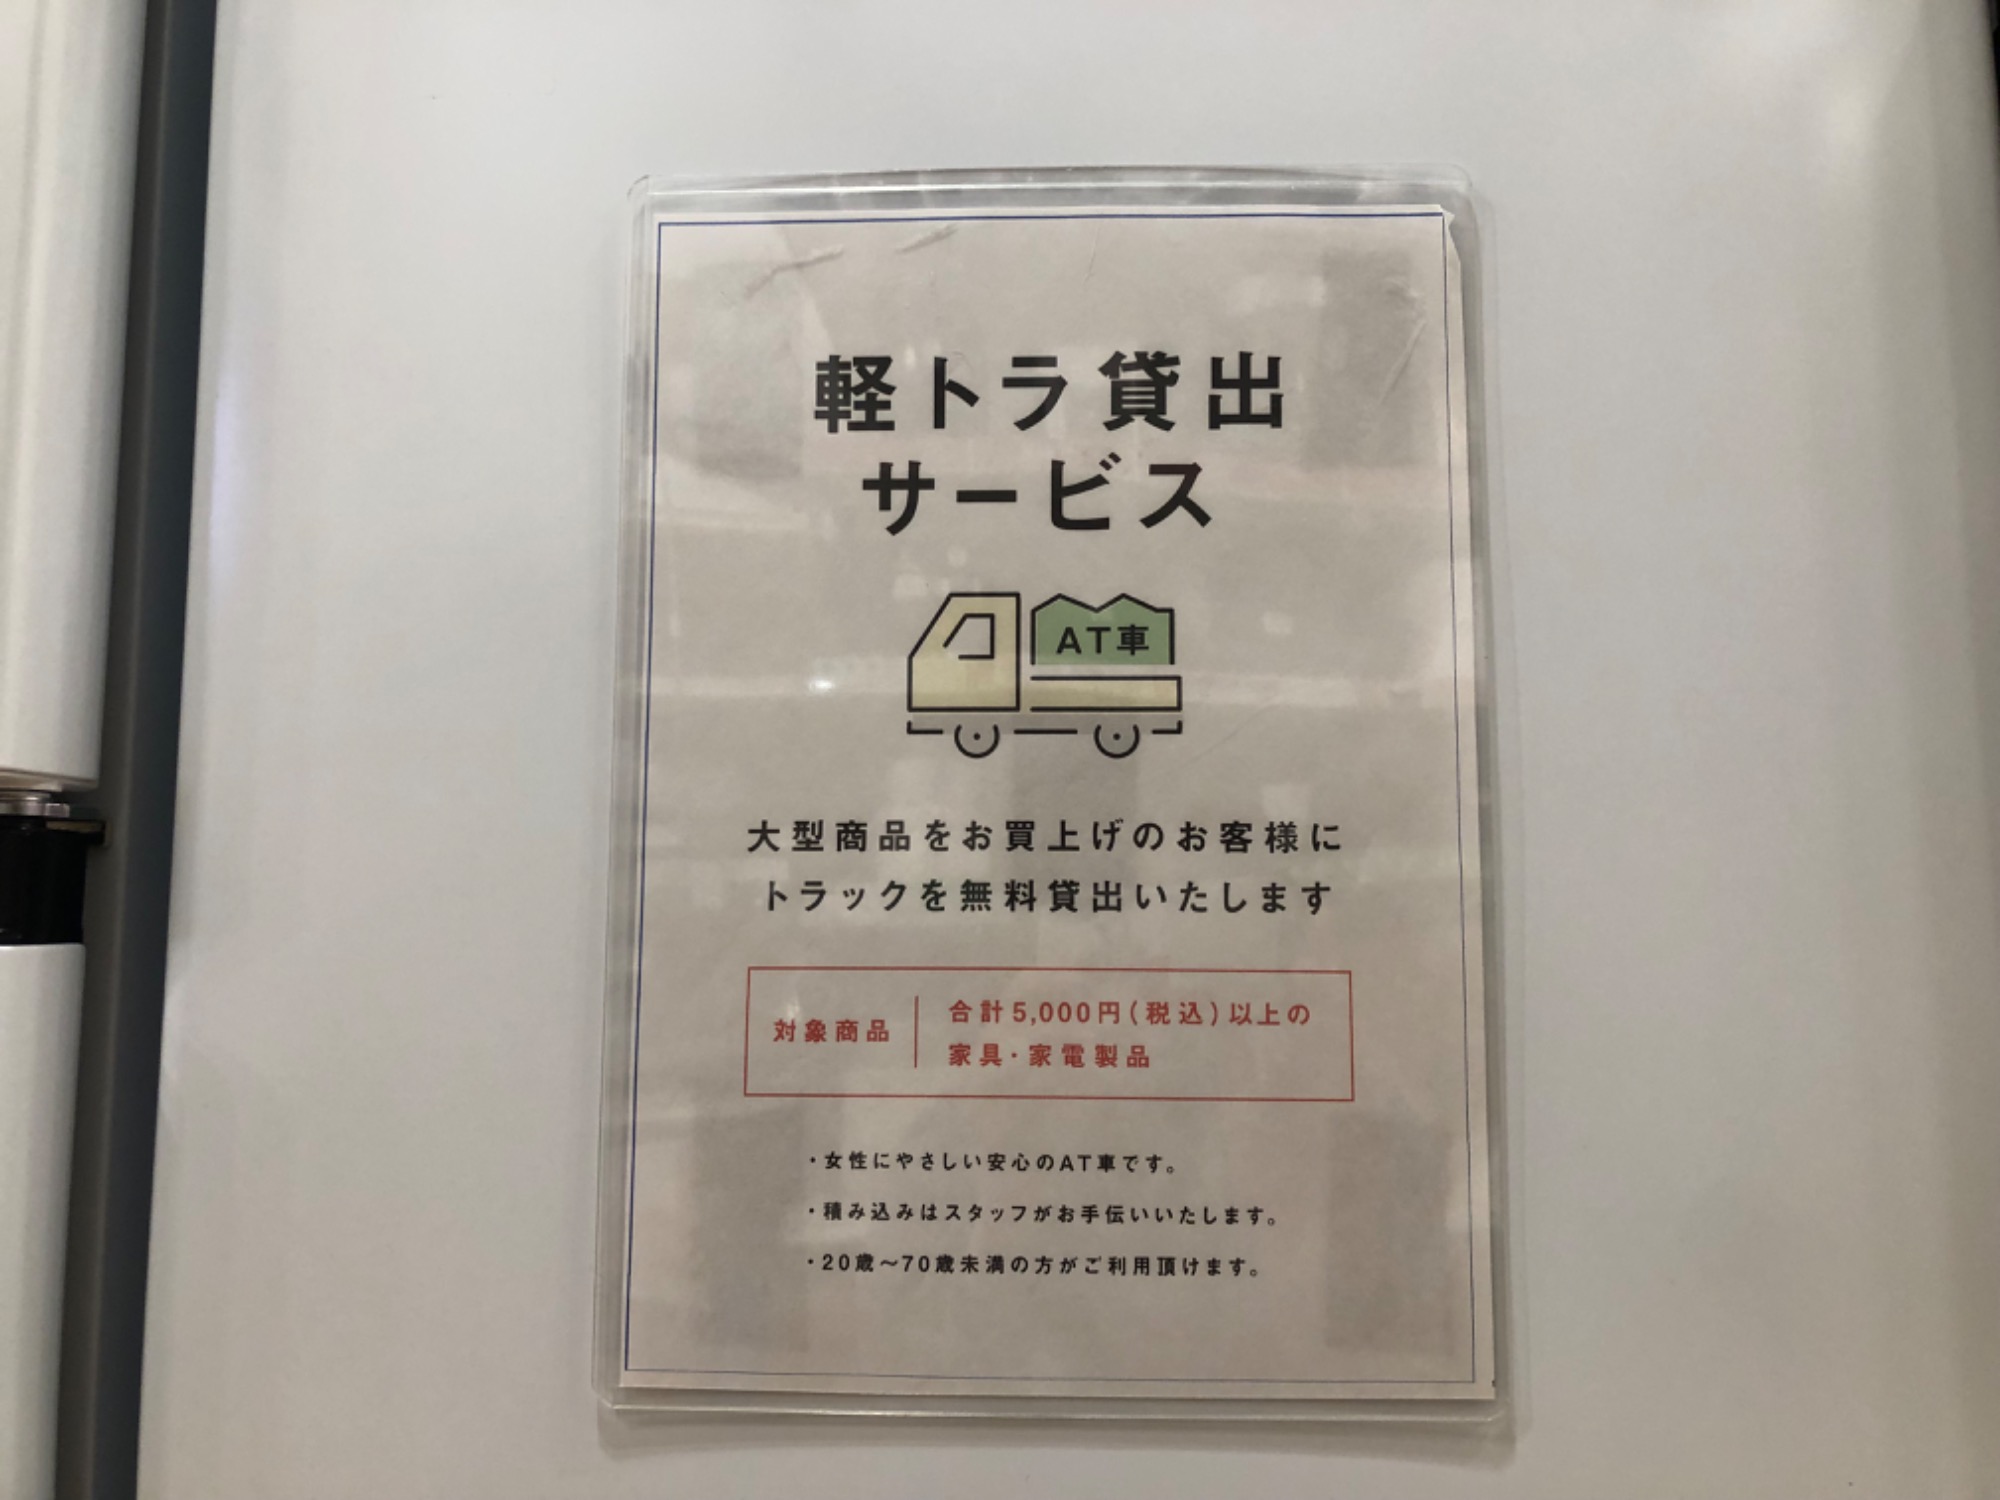 軽トラ貸出
サービス
AT車
大型商品をお買上げのお客様に
トラックを無料貸出いたします
対象商品
合計5,000円(税込)以上の
家具・家電製品
・女性にやさしい安心のAT車です。
・積み込みはスタッフがお手伝いいたします。
・20歳〜70歳未満の方がご利用頂けます。